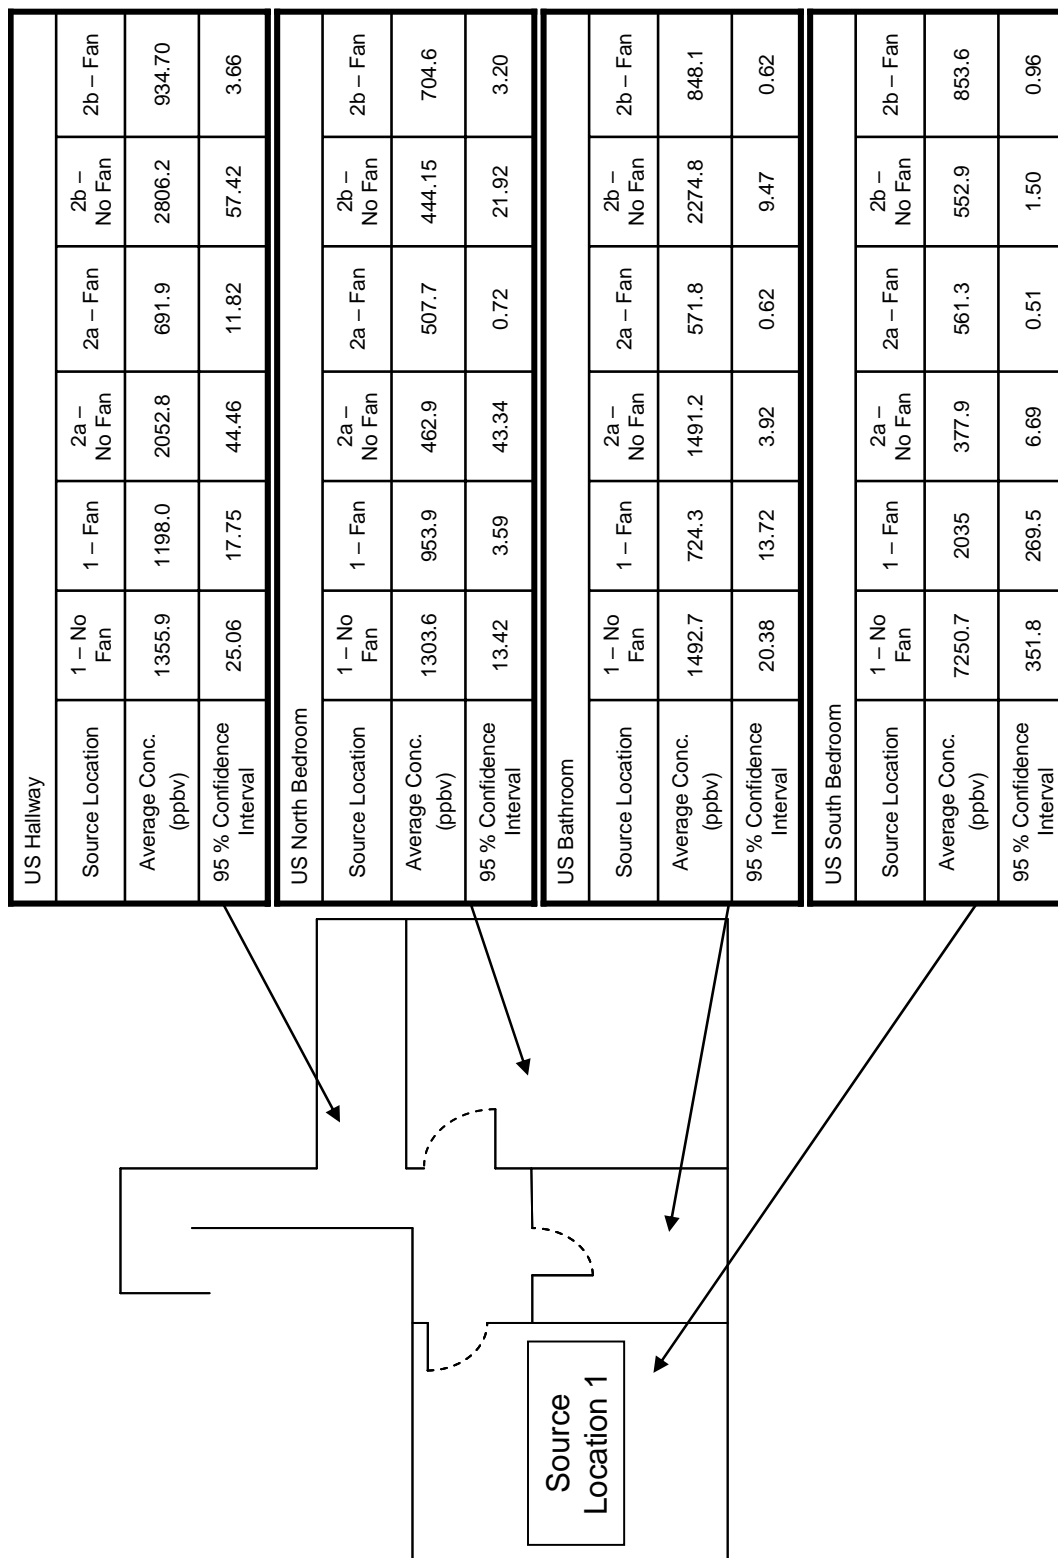 US Hallway
Source Location 1 – No Fan 1 – Fan 2a – No Fan 2a – Fan 2b – No Fan 2b – Fan
Average Conc. (ppbv) 1355.9 1198.0 2052.8 691.9 2806.2 934.70
95 % Confidence Interval 25.06 17.75 44.46 11.82 57.42 3.66
US North Bedroom
Source Location 1 – No Fan 1 – Fan 2a – No Fan 2a – Fan 2b – No Fan 2b – Fan
Average Conc. (ppbv) 1303.6 953.9 462.9 507.7 444.15 704.6
95 % Confidence Interval 13.42 3.59 43.34 0.72 21.92 3.20
US Bathroom
Source Location 1 – No Fan 1 – Fan 2a – No Fan 2a – Fan 2b – No Fan 2b – Fan
Average Conc. (ppbv) 1492.7 724.3 1491.2 571.8 2274.8 848.1
95 % Confidence Interval 20.38 13.72 3.92 0.62 9.47 0.62
US South Bedroom
Source Location 1 – No Fan 1 – Fan 2a – No Fan 2a – Fan 2b – No Fan 2b – Fan
Average Conc. (ppbv) 7250.7 2035 377.9 561.3 552.9 853.6
95 % Confidence Interval 351.8 269.5 6.69 0.51 1.50 0.96
Source
Location 1